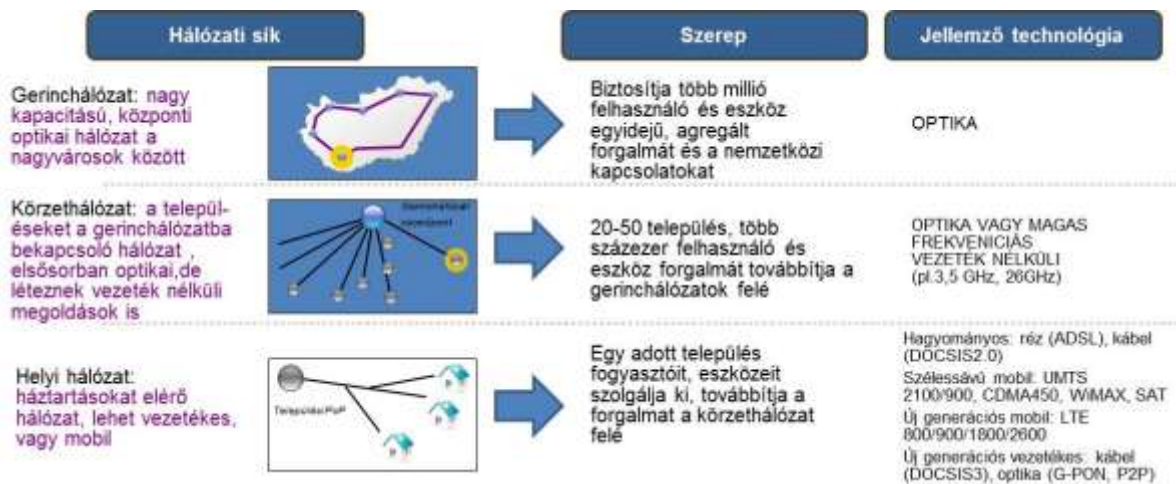 Hálózati sík
Szerep
Jellemző technológia
Gerinchálózat: nagy
kapacitású, központi
optikai hálózat a
nagyvárosok között
Biztosítja több millió
felhasználó és eszköz
egyidejű, agregált
forgalmát és a nemzetközi
kapcsolatokat
OPTIKA
Körzethálózat: a települ-
éseket a gerinchálózatba
bekapcsoló hálózat ,
elsősorban optikai,de
léteznek vezeték nélküli
megoldások is
20-50 település, több
százezer felhasználó és
eszköz forgalmát továbbítja a
gerinchálózatok felé
OPTIKA VAGY MAGAS
FREKVENICIÁS
VEZETÉK NÉLKÜLI
(pl.3,5 GHz, 26GHz)
Helyi hálózat:
háztartásokat elérő
hálózat, lehet vezetékes,
vagy mobil
Települési PoP
Egy adott település
fogyasztóit, eszközeit
szolgálja ki, továbbítja a
forgalmat a körzethálózat
felé
Hagyományos: réz (ADSL), kábel
(DOCSIS2.0)
Szélessávú mobil: UMTS
2100/900, CDMA450, WiMAX, SAT
Új generációs mobil: LTE
800/900/1800/2600
Új generációs vezetékes: kábel
(DOCSIS3), optika (G-PON, P2P)